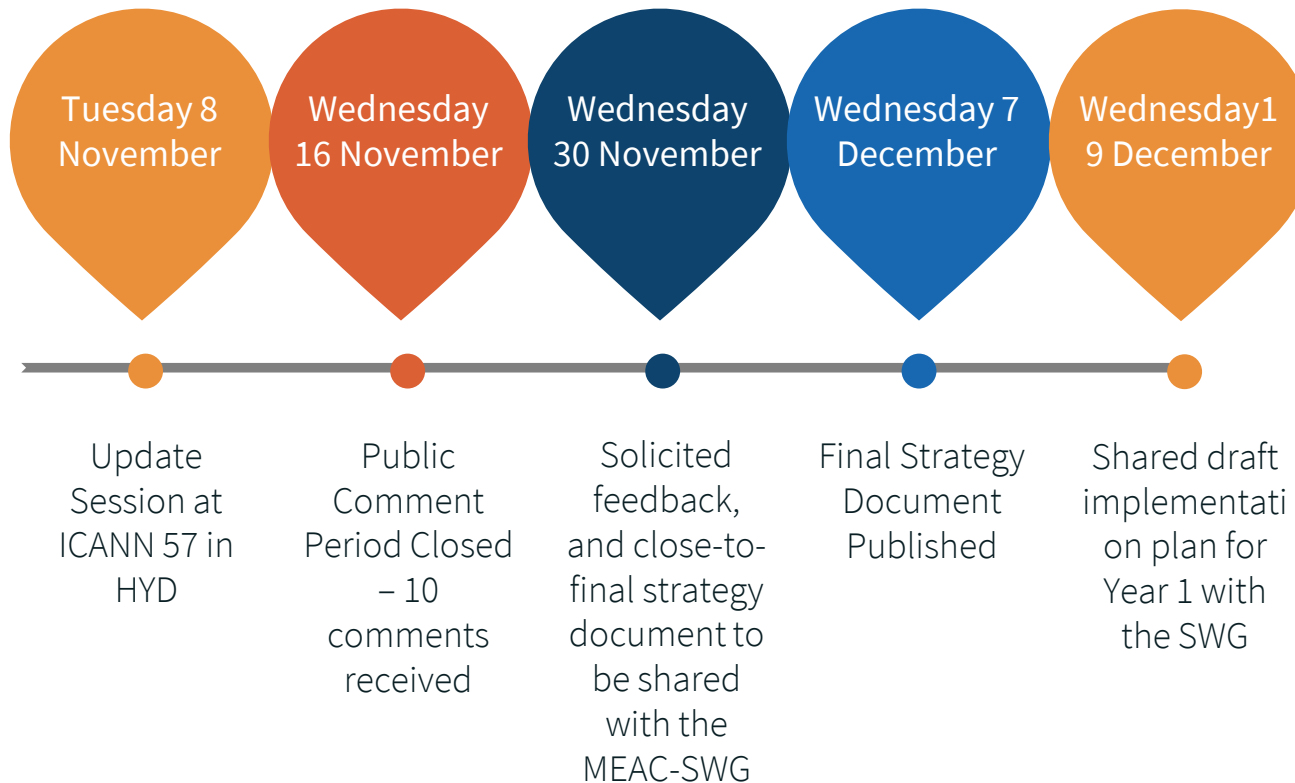 Tuesday 8
November
Wednesday
16 November
Wednesday
30 November
Wednesday 7
December
Wednesday1
9 December
Update
Session at
ICANN 57 in
HYD
Public
Comment
Period Closed
– 10
comments
received
Solicited
feedback,
and close-to-
final strategy
document to
be shared
with the
MEAC-SWG
Final Strategy
Document
Published
Shared draft
implementati
on plan for
Year 1 with
the SWG